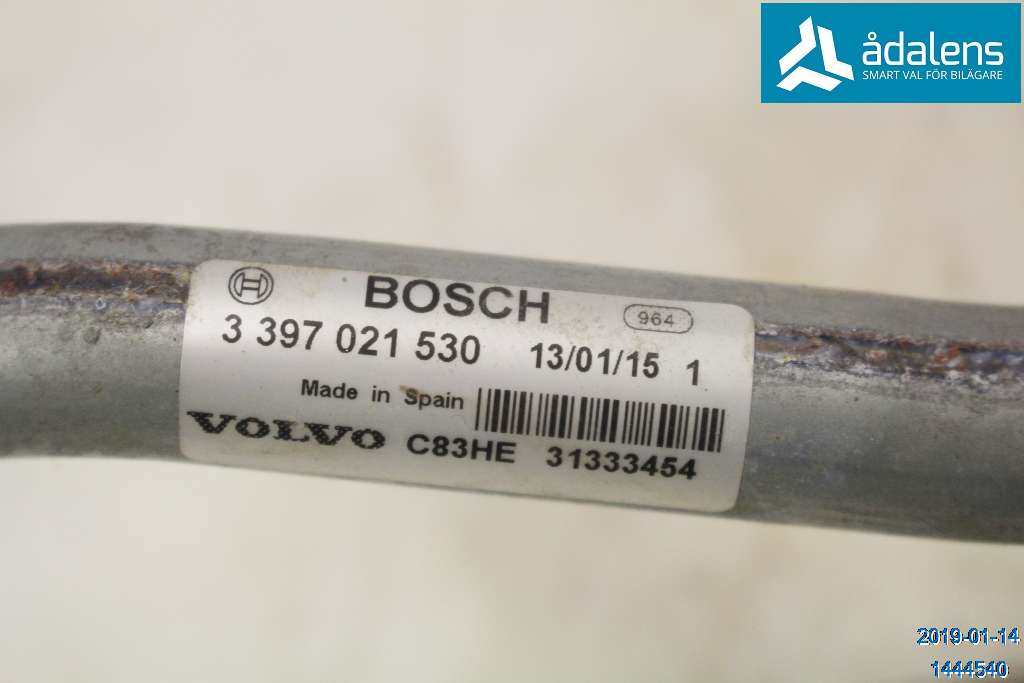 ådalens
SMART VAL FÖR BILÄGARE
BOSCH
964
3 397 021 530 13/01/15 1
Made in Spain
VOLVO C83HE 31333454
2019-01-14
1444540